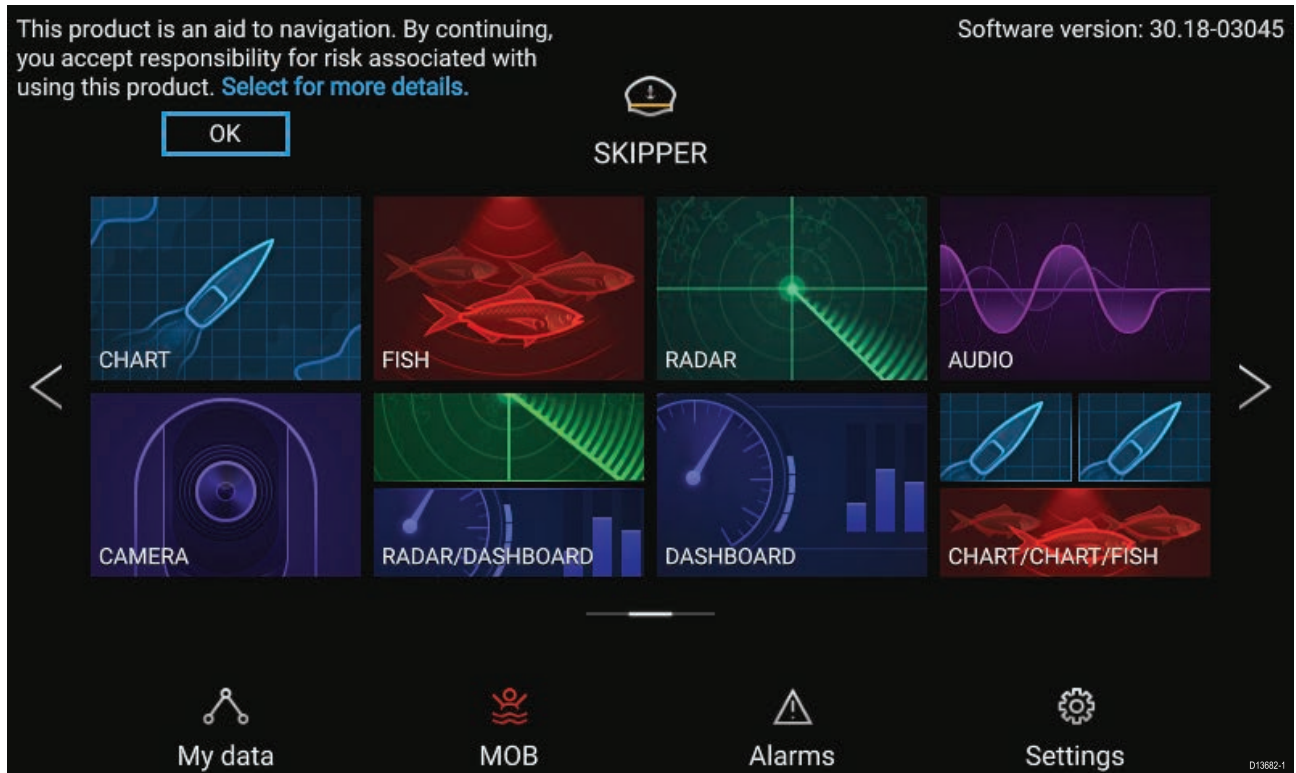 This product is an aid to navigation. By continuing,
you accept responsibility for risk associated with
using this product. Select for more details.
OK
Software version: 30.18-03045
SKIPPER
CHART
FISH
RADAR
AUDIO
CAMERA
RADAR/DASHBOARD
DASHBOARD
CHART/CHART/FISH
My data
MOB
Alarms
Settings
D13682-1